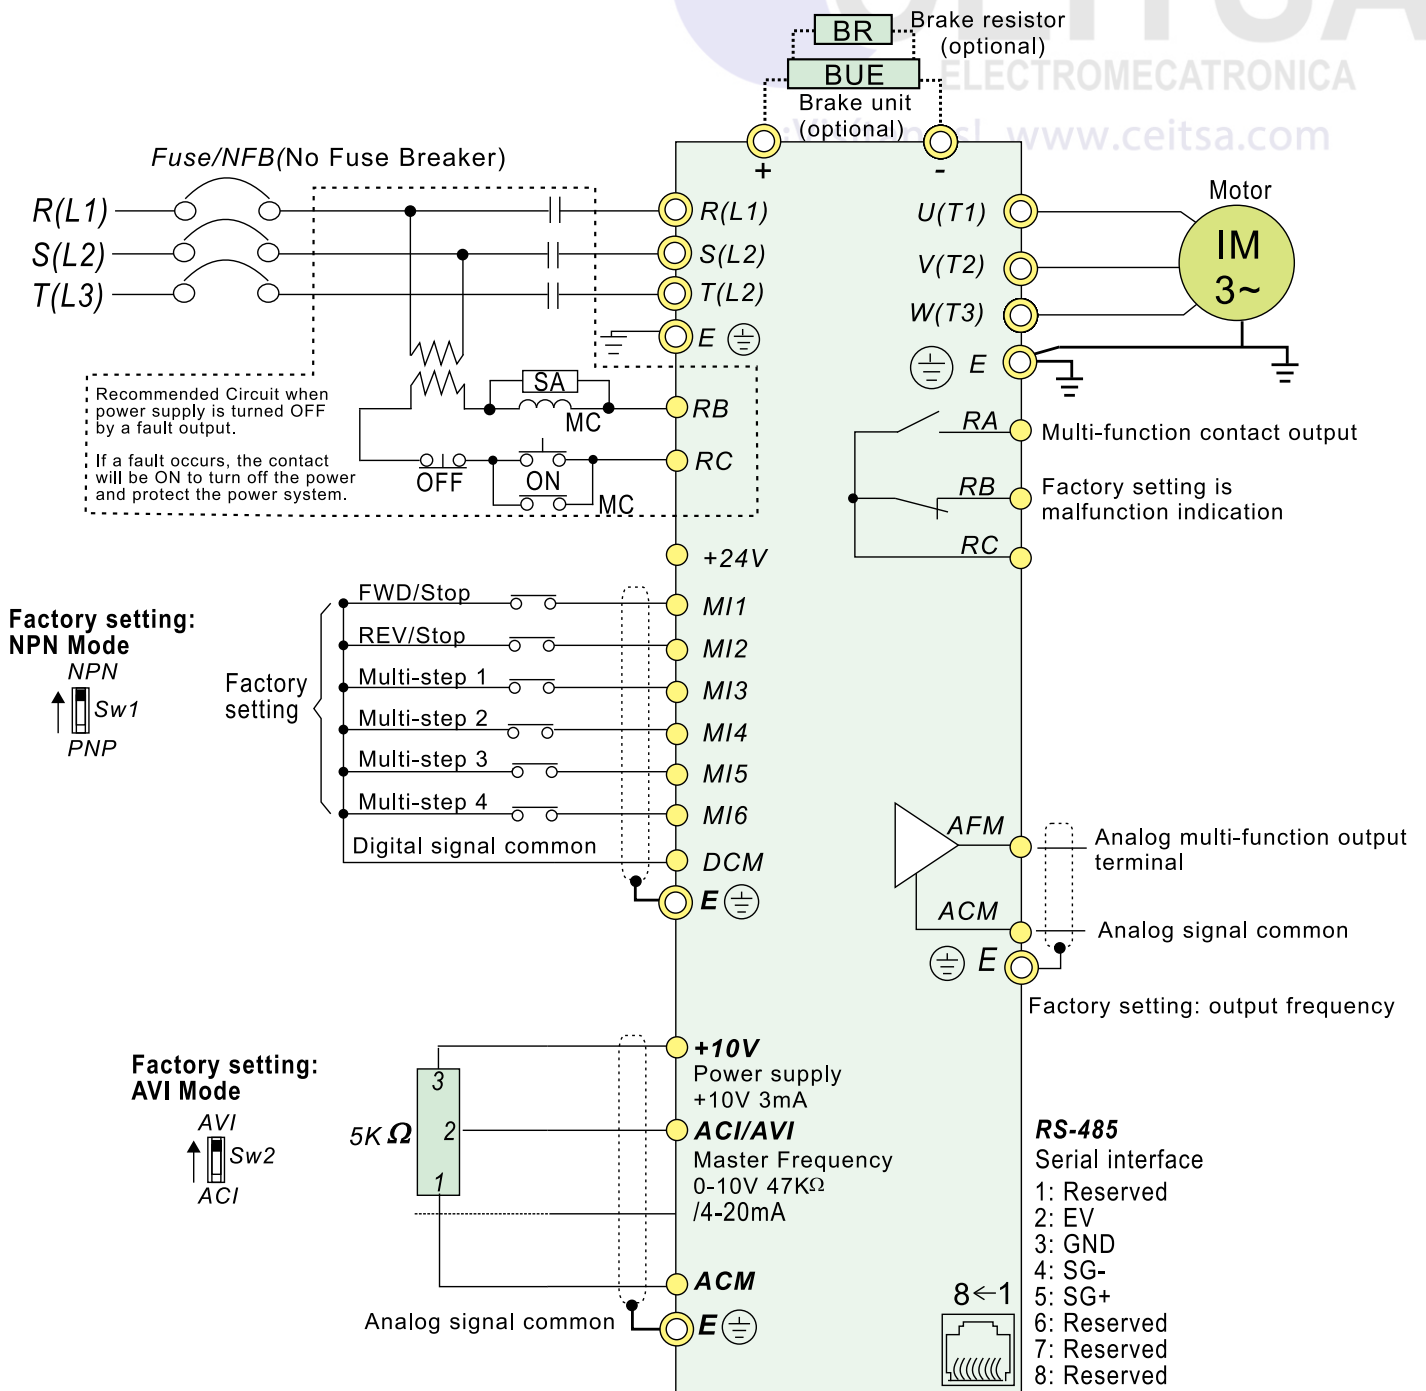 CEITSA
ELECTROMECATRONICA
www.ceitsa.com
BR
Brake resistor
(optional)
BUE
Brake unit
(optional)
+
-
Fuse/NFB(No Fuse Breaker)
R(L1)
S(L2)
T(L3)
R(L1)
S(L2)
T(L2)
E
U(T1)
V(T2)
W(T3)
E
Motor
IM
3~
Recommended Circuit when
power supply is turned OFF
by a fault output.
If a fault occurs, the contact
will be ON to turn off the power
and protect the power system.
SA
MC
OFF
ON
MC
RB
RC
RA
Multi-function contact output
RB
Factory setting is
malfunction indication
RC
+24V
Factory setting:
NPN Mode
NPN
Sw1
PNP
Factory
setting
FWD/Stop
MI1
REV/Stop
MI2
Multi-step 1
MI3
Multi-step 2
MI4
Multi-step 3
MI5
Multi-step 4
MI6
Digital signal common
DCM
E
AFM
Analog multi-function output
terminal
ACM
Analog signal common
E
Factory setting: output frequency
Factory setting:
AVI Mode
AVI
Sw2
ACI
5K Ω
3
2
1
+10V
Power supply
+10V 3mA
ACI/AVI
Master Frequency
0-10V 47KΩ
/4-20mA
ACM
Analog signal common
E
RS-485
Serial interface
1: Reserved
2: EV
3: GND
4: SG-
5: SG+
6: Reserved
7: Reserved
8: Reserved
8←1